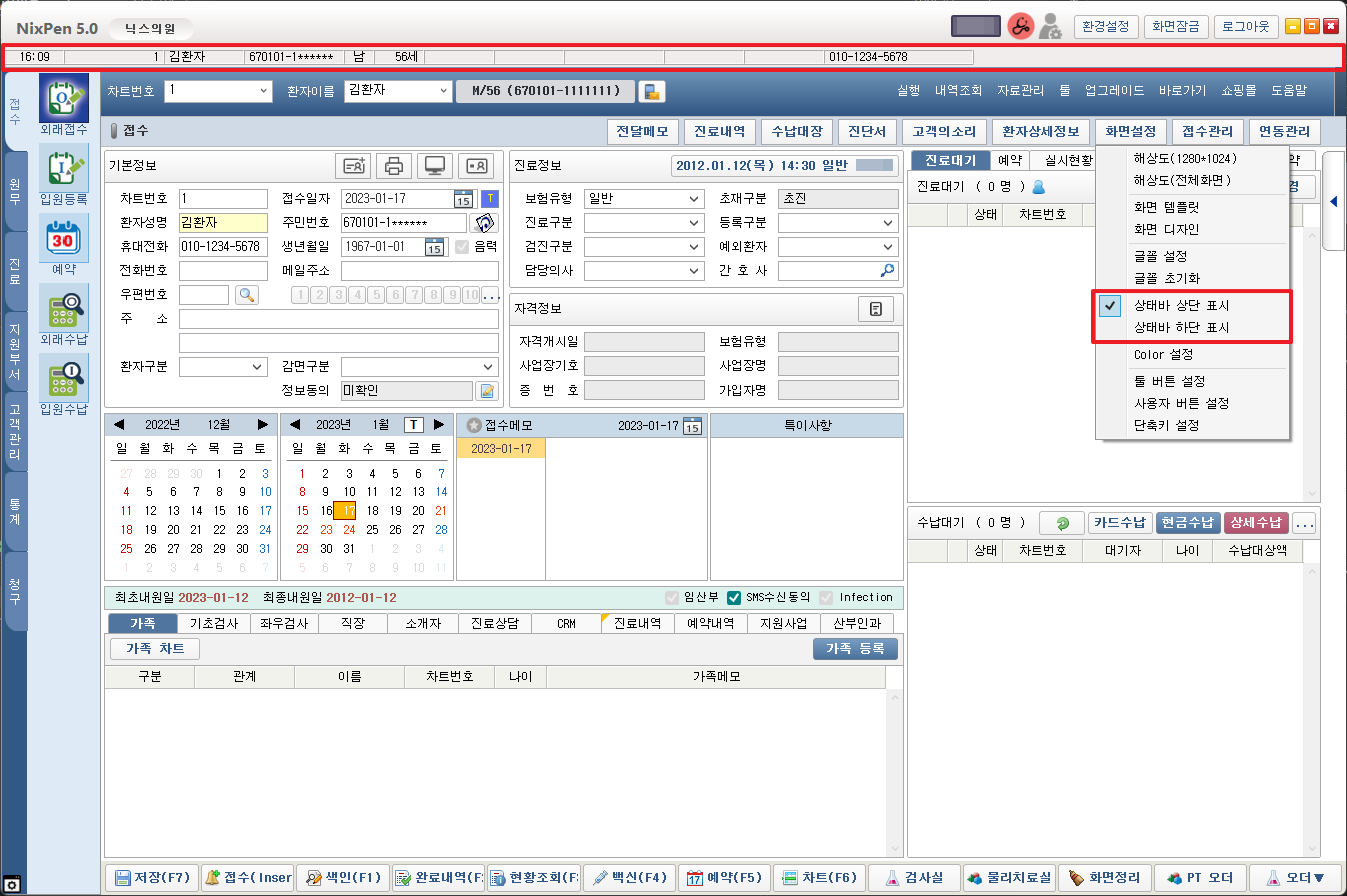 NixPen 5.0 닉스의원 환경설정 화면잠금 로그아웃
16:09 1 김환자 670101-1****** 남 56세 010-1234-5678
차트번호 1 환자이름 김환자 M/56 (670101-1111111) 실행 내역조회 자료관리 툴 업그레이드 바로가기 쇼핑몰 도움말
접수
원무
진료
지원부서
고객관리
통계
청구
외래접수
입원등록
30
예약
외래수납
입원수납
접수 전달메모 진료내역 수납대장 진단서 고객의소리 환자상세정보 화면설정 접수관리 연동관리
기본정보
차트번호 1 접수일자 2023-01-17 15 T
환자성명 김환자 주민번호 670101-1******
휴대전화 010-1234-5678 생년월일 1967-01-01 15 음력
전화번호 메일주소
우편번호 1 2 3 4 5 6 7 8 9 10 ...
주 소
환자구분 감면구분
정보동의 미확인
진료정보 2012.01.12(목) 14:30 일반
보험유형 일반 초재구분 초진
진료구분 등록구분
검진구분 예외환자
담당의사 간 호 사
자격정보
자격개시일 보험유형
사업장기호 사업장명
증 번 호 가입자명
진료대기 예약 실시현황 약
진료대기 ( 0 명 ) 경
상태 차트번호
해상도(1280*1024)
해상도(전체화면)
화면 템플릿
화면 디자인
글꼴 설정
글꼴 초기화
상태바 상단 표시
상태바 하단 표시
Color 설정
툴 버튼 설정
사용자 버튼 설정
단축키 설정
2022년 12월
일 월 화 수 목 금 토
27 28 29 30 1 2 3
4 5 6 7 8 9 10
11 12 13 14 15 16 17
18 19 20 21 22 23 24
25 26 27 28 29 30 31
1 2 3 4 5 6 7
2023년 1월 T
일 월 화 수 목 금 토
1 2 3 4 5 6 7
8 9 10 11 12 13 14
15 16 17 18 19 20 21
22 23 24 25 26 27 28
29 30 31 1 2 3 4
5 6 7 8 9 10 11
접수메모 2023-01-17 15 특이사항
2023-01-17
수납대기 ( 0 명 ) 카드수납 현금수납 상세수납 ...
상태 차트번호 대기자 나이 수납대상액
최초내원일 2023-01-12 최종내원일 2012-01-12 임산부 SMS수신동의 Infection
가족 기초검사 좌우검사 직장 소개자 진료상담 CRM 진료내역 예약내역 지원사업 산부인과
가족 차트 가족 등록
구분 관계 이름 차트번호 나이 가족메모
저장(F7) 접수(Inser 색인(F1) 완료내역(F: 현황조회(F: 백신(F4) 17 예약(F5) 차트(F6) 검사실 물리치료실 화면정리 PT 오더 오더▼